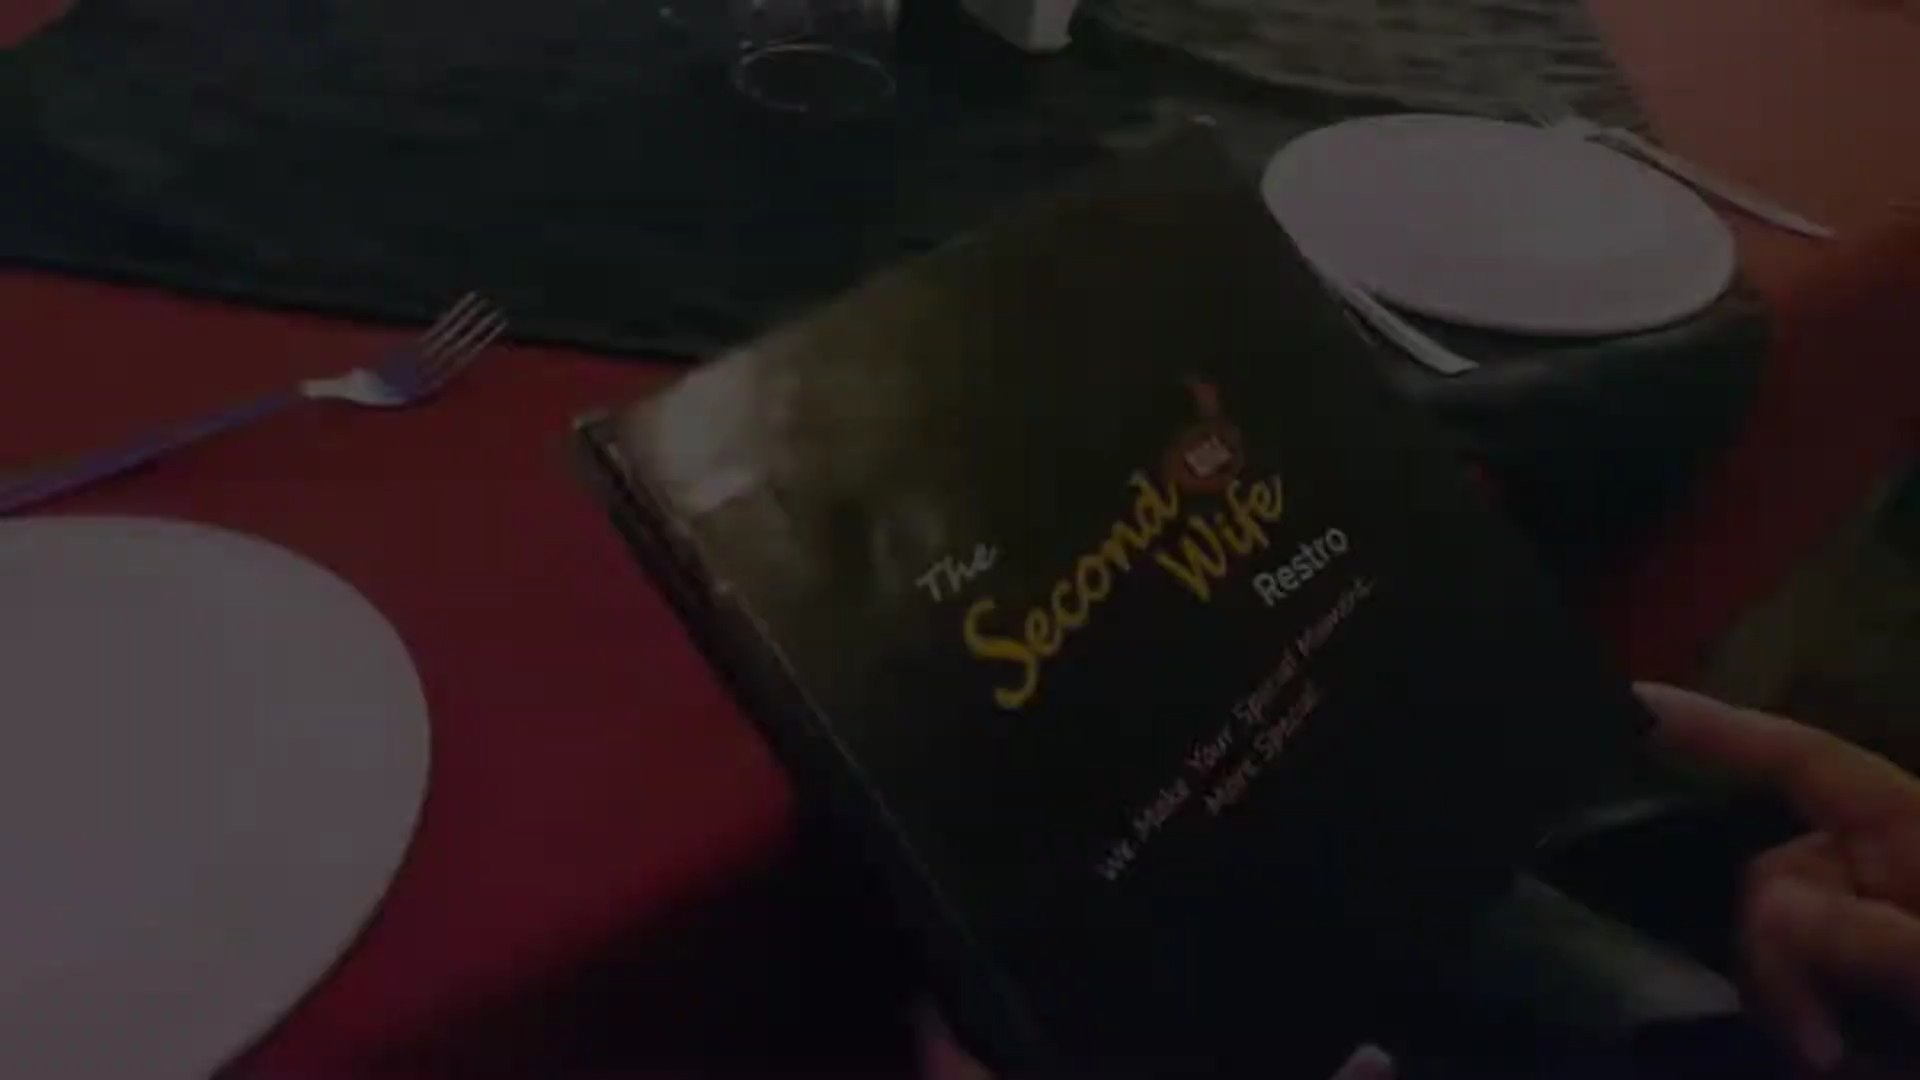 The
Second
Wife
Restro
We Make Your Special Moment
More Special